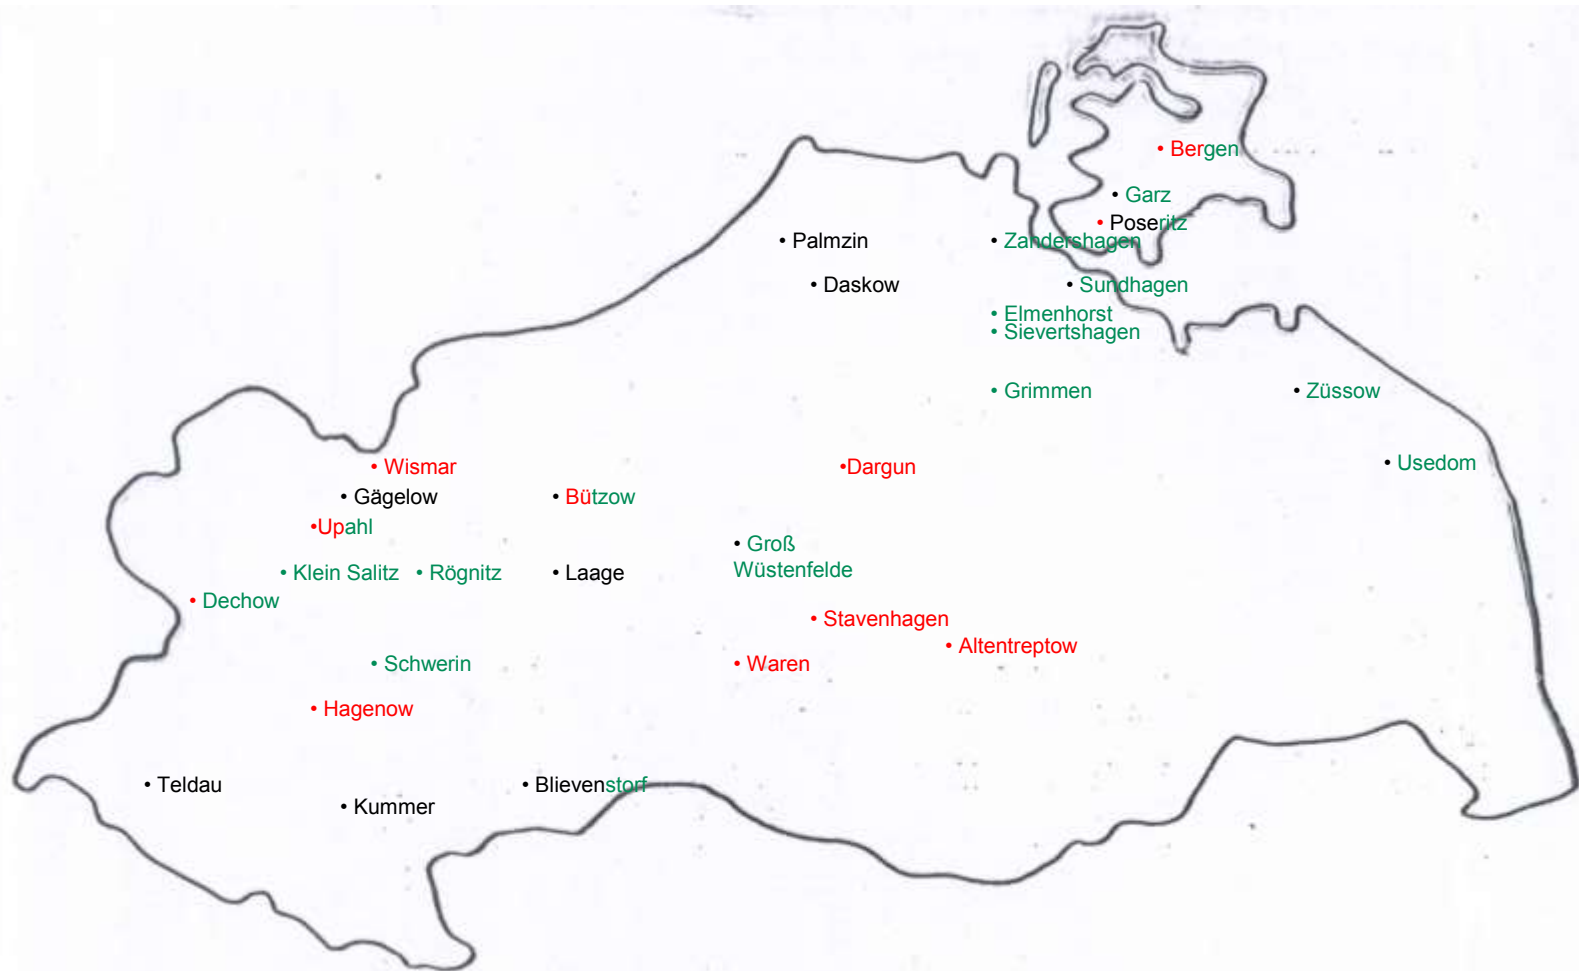 • Bergen
• Garz
• Poseritz
• Palmzin
• Zandershagen
• Daskow
• Sundhagen
• Elmenhorst
• Sievertshagen
• Grimmen
• Züssow
• Wismar
•Dargun
• Usedom
• Gägelow
• Bützow
•Upahl
• Groß
Wüstenfelde
• Klein Salitz
• Rögnitz
• Laage
• Dechow
• Stavenhagen
• Altentreptow
• Schwerin
• Waren
• Hagenow
• Teldau
• Blievenstorf
• Kummer